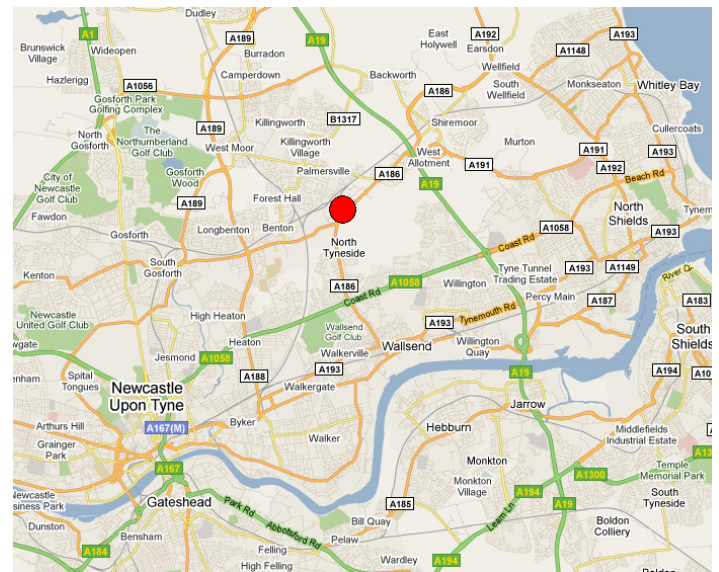 Dudley
A1
A189
A19
East
Holywell
A192
Earsdon
A193
Brunswick
Village
Wideopen
Burradon
Wellfield
A1148
Hazlerigg
A1056
Camperdown
Backworth
A186
South
Wellfield
Monkseaton
Whitley Bay
Gosforth Park
Golfing Complex
Killingworth
B1317
Shiremoor
North
Gosforth
The
Northumberland
Golf Club
A189
West Moor
Killingworth
Village
Murton
Cullercoats
West
Allotment
A191
A191
A193
City of
Newcastle
Golf Club
Gosforth
Wood
Palmersville
A186
A19
A192
Beach Rd
Fawdon
A189
Forest Hall
North
Shields
Tynem
Gosforth
Longbenton
Benton
North
Tyneside
Coast Rd
A1058
A193
Kenton
South
Gosforth
A186
Coast Rd
A1058
Willington
Tyne Tunnel
Trading Estate
A193
A1149
River
Percy Main
A187
A183
Newcastle
United Golf Club
High Heaton
Wallsend
Golf Club
A193
Tynemouth Rd
South
Shields
wgate
Jesmond
A1058
Heaton
Walkerville
Wallsend
Willington
Quay
enham
Spital
Tongues
A188
A193
Walkergate
A19
A194
A10
Newcastle
Upon Tyne
Jarrow
Arthurs Hill
A167(M)
Byker
Walker
Hebburn
Middlefields
Industrial Estate
Grainger
Park
A167
Monkton
A1300
A13
Temple
Memorial Park
Newcastle
siness Park
Gateshead
Monkton
Village
A194
Leam Ln
A19
South
Tyneside
Dunston
Park Rd
A185
Boldon
Colliery
Bensham
Abbotsford Rd
Bill Quay
A184
Felling
Pelaw
Wardley
A194
High Felling
Boldon